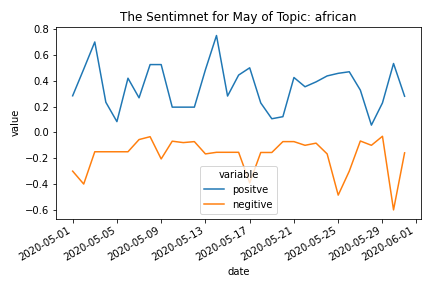 The Sentimnet for May of Topic: african
value
0.8
0.6
0.4
0.2
0.0
−0.2
−0.4
−0.6
variable
positve
negitive
2020-05-01
2020-05-05
2020-05-09
2020-05-13
2020-05-17
2020-05-21
2020-05-25
2020-05-29
2020-06-01
date